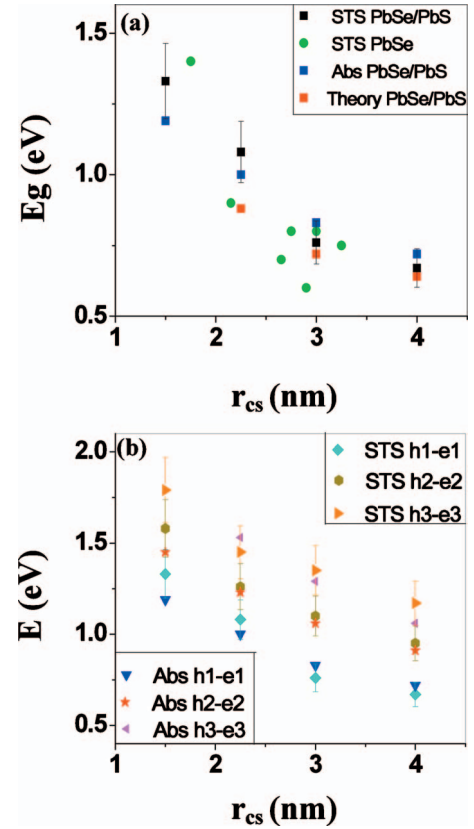 (a)
STS PbSe/PbS
STS PbSe
Abs PbSe/PbS
Theory PbSe/PbS
1.5
1.0
0.5
Eg (eV)
1 2 3 4
r_cs (nm)
(b)
STS h1-e1
STS h2-e2
STS h3-e3
2.0
1.5
1.0
0.5
E (eV)
Abs h1-e1
Abs h2-e2
Abs h3-e3
1 2 3 4
r_cs (nm)